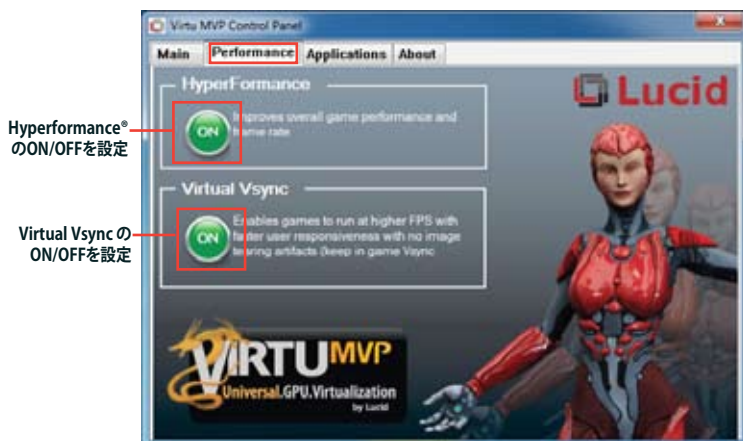 Virtu MVP Control Panel
Main Performance Applications About
HyperFormance
Lucid
ON
Improves overall game performance and
frame rate
Hyperformance®
のON/OFFを設定
Virtual Vsync
ON
Enables games to run at higher FPS with
faster user responsiveness with no image
tearing artifacts (keep in game Vsync
Virtual Vsync の
ON/OFFを設定
VIRTU MVP
Universal.GPU.Virtualization
by Lucid